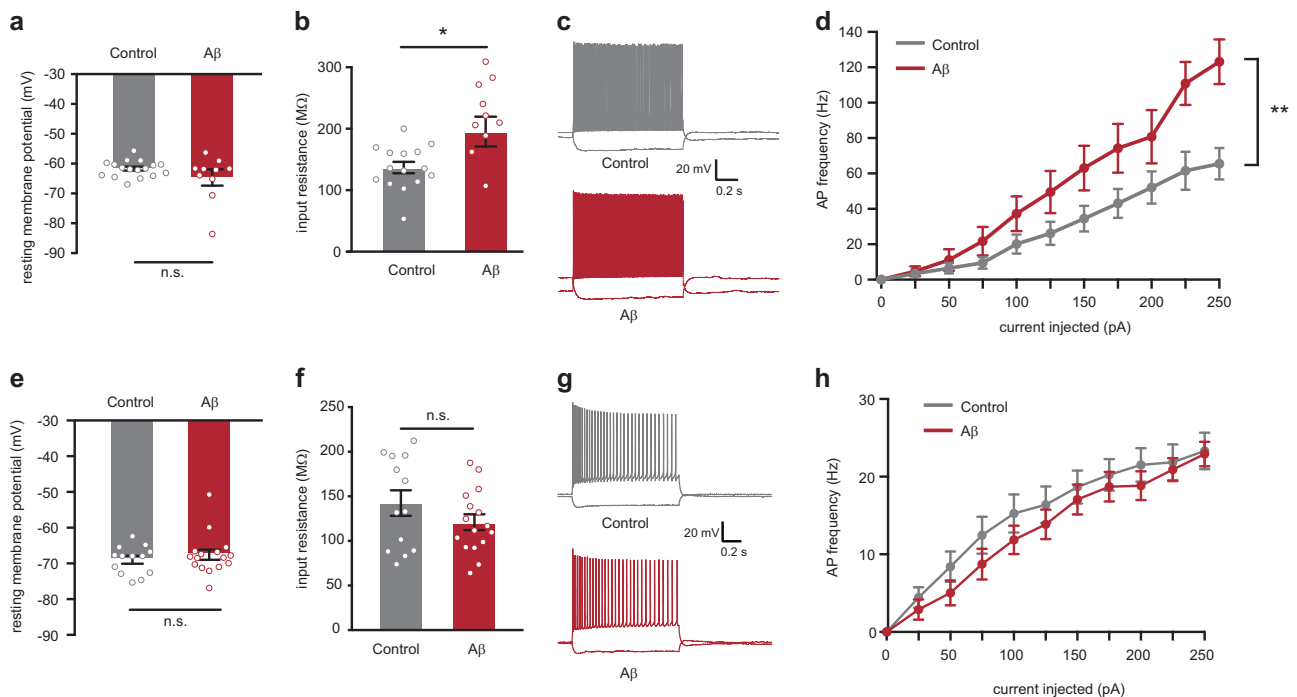 a
Control
Aβ
-30
-40
-50
-60
-70
-80
-90
resting membrane potential (mV)
n.s.
b
*
300
200
100
0
input resistance (MΩ)
Control
Aβ
c
Control
20 mV
0.2 s
Aβ
d
Control
Aβ
140
120
100
80
60
40
20
0
AP frequency (Hz)
**
0 50 100 150 200 250
current injected (pA)
e
Control
Aβ
-30
-40
-50
-60
-70
-80
-90
resting membrane potential (mV)
n.s.
f
n.s.
250
200
150
100
50
0
input resistance (MΩ)
Control
Aβ
g
Control
20 mV
0.2 s
Aβ
h
Control
Aβ
30
20
10
0
AP frequency (Hz)
0 50 100 150 200 250
current injected (pA)